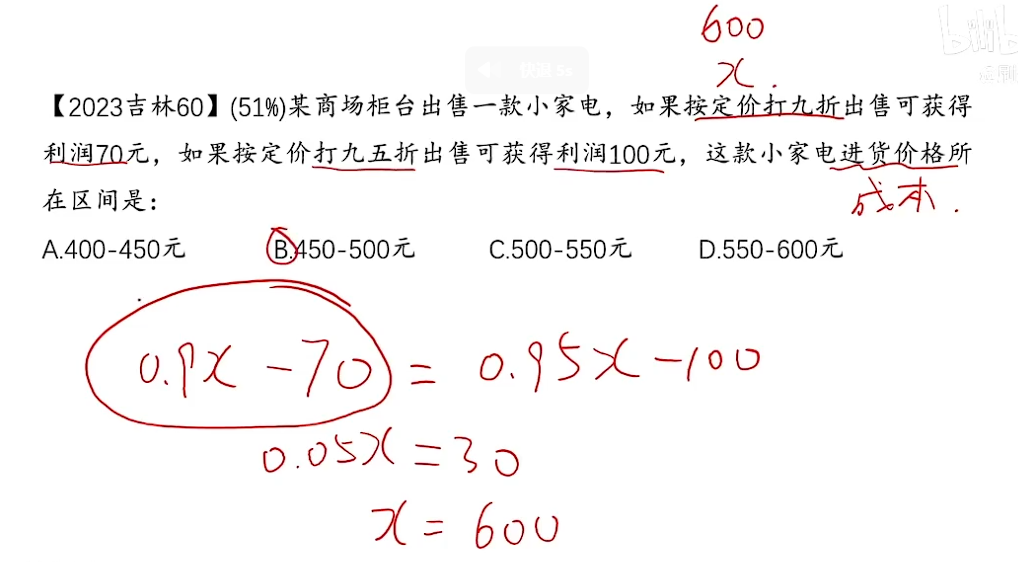 600
bilibili
快退 5s
x.
【2023吉林60】(51%)某商场柜台出售一款小家电，如果按定价打九折出售可获得
利润70元，如果按定价打九五折出售可获得利润100元，这款小家电进货价格所
成本.
在区间是：
A.400-450元 B.450-500元 C.500-550元 D.550-600元
0.9x -70 = 0.95x -100
0.05x = 30
x = 600